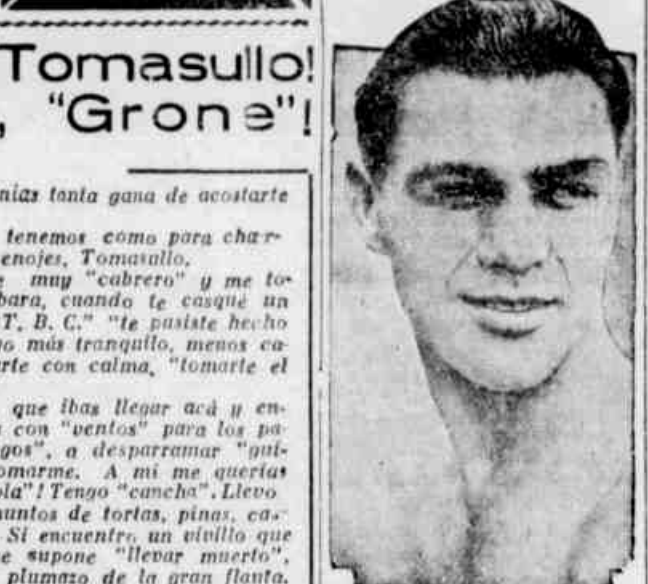 Tomasullo!
, "Grone"!
nías tanta gana de acostarte
tenemos como para char-
enojes, Tomasullo.
e muy "cabrero" y me to-
bara, cuando te casqué un
T. B. C." "te pusiste hecho
o más tranquilo, menos ca-
rte con calma, "tomarte el
que ibas llegar acá y en-
con "ventos" para los pa-
gos", a desparramar "gui-
omarme. A mí me querías
ola"! Tengo "cancha". Llevo
untos de tortas, piñas, ca-
Si encuentro un vivillo que
e supone "llevar muerto",
plumazo de la gran flauta.